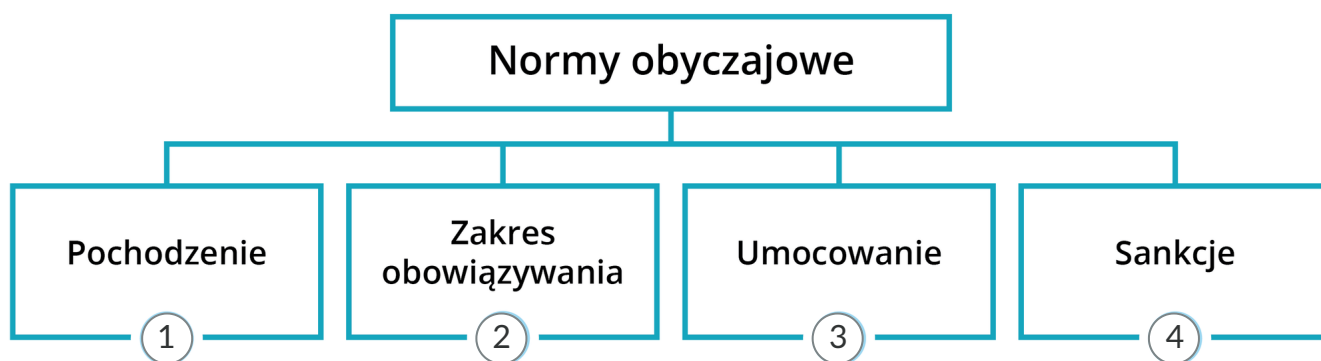 Normy obyczajowe
Pochodzenie
Zakres
obowiązywania
Umocowanie
Sankcje
1
2
3
4